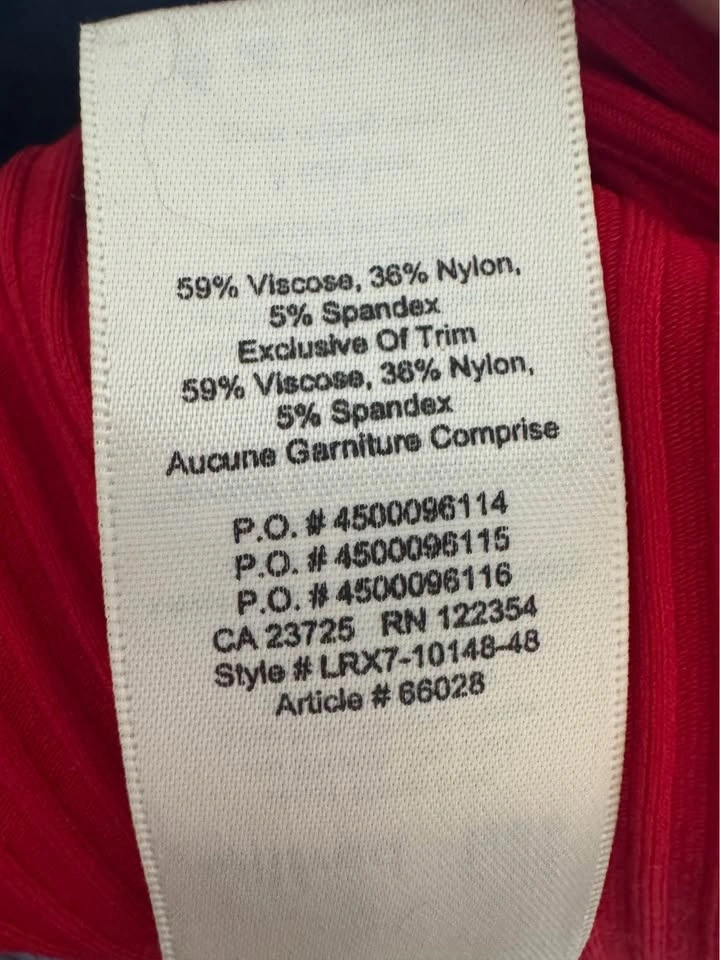 59% Viscose, 36% Nylon,
5% Spandex
Exclusive Of Trim
59% Viscose, 36% Nylon,
5% Spandex
Aucune Garniture Comprise
P.O. # 4500096114
P.O. # 4500096115
P.O. # 4500096116
CA 23725 RN 122354
Style # LRX7-10148-48
Article # 66028